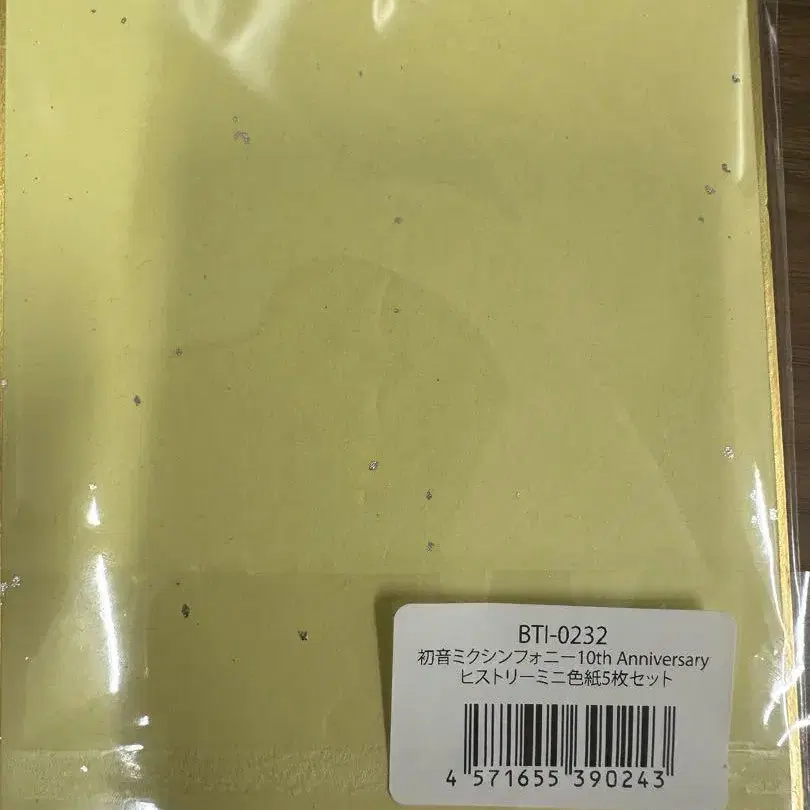 BTI-0232
初音ミクシンフォニー10th Anniversary
ヒストリーミニ色紙5枚セット
4 571655 390243